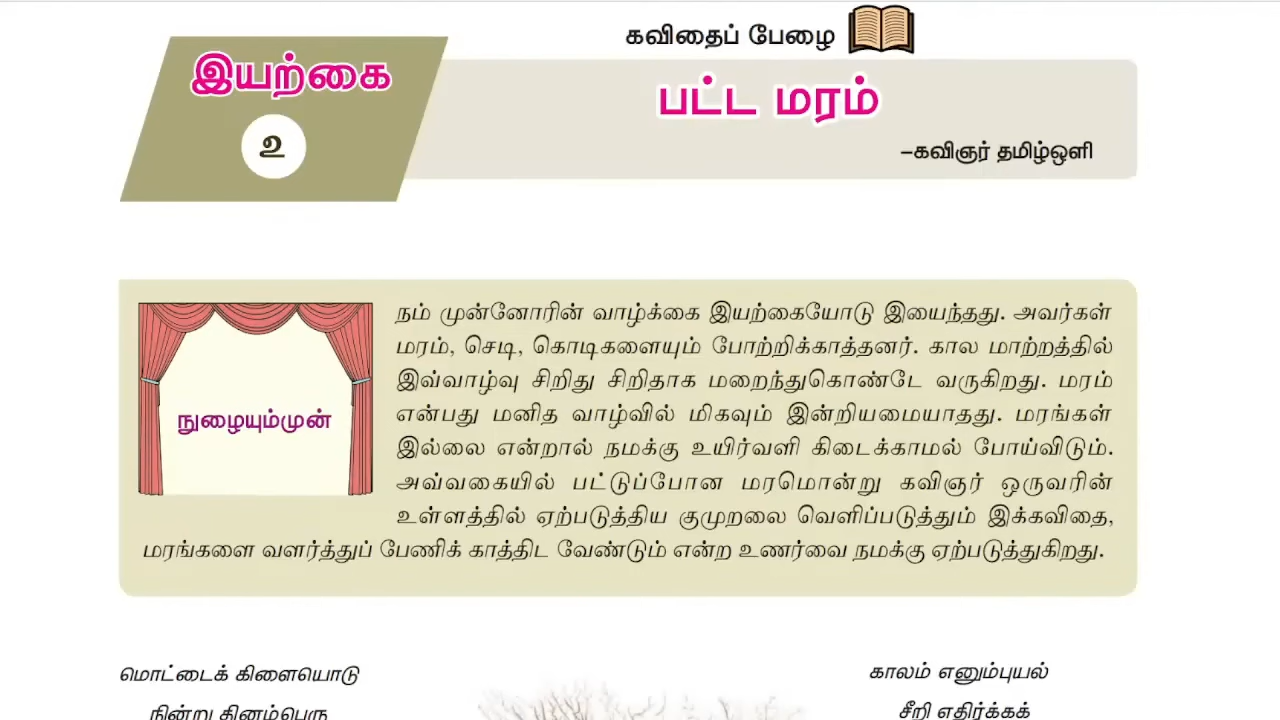 கவிதைப் பேழை
இயற்கை
௨
பட்ட மரம்
–கவிஞர் தமிழ்ஒளி
நுழையும்முன்
நம் முன்னோரின் வாழ்க்கை இயற்கையோடு இயைந்தது. அவர்கள்
மரம், செடி, கொடிகளையும் போற்றிக்காத்தனர். கால மாற்றத்தில்
இவ்வாழ்வு சிறிது சிறிதாக மறைந்துகொண்டே வருகிறது. மரம்
என்பது மனித வாழ்வில் மிகவும் இன்றியமையாதது. மரங்கள்
இல்லை என்றால் நமக்கு உயிர்வளி கிடைக்காமல் போய்விடும்.
அவ்வகையில் பட்டுப்போன மரமொன்று கவிஞர் ஒருவரின்
உள்ளத்தில் ஏற்படுத்திய குமுறலை வெளிப்படுத்தும் இக்கவிதை,
மரங்களை வளர்த்துப் பேணிக் காத்திட வேண்டும் என்ற உணர்வை நமக்கு ஏற்படுத்துகிறது.
மொட்டைக் கிளையொடு
நின்று தினம்பெரு
காலம் எனும்புயல்
சீறி எதிர்க்கக்